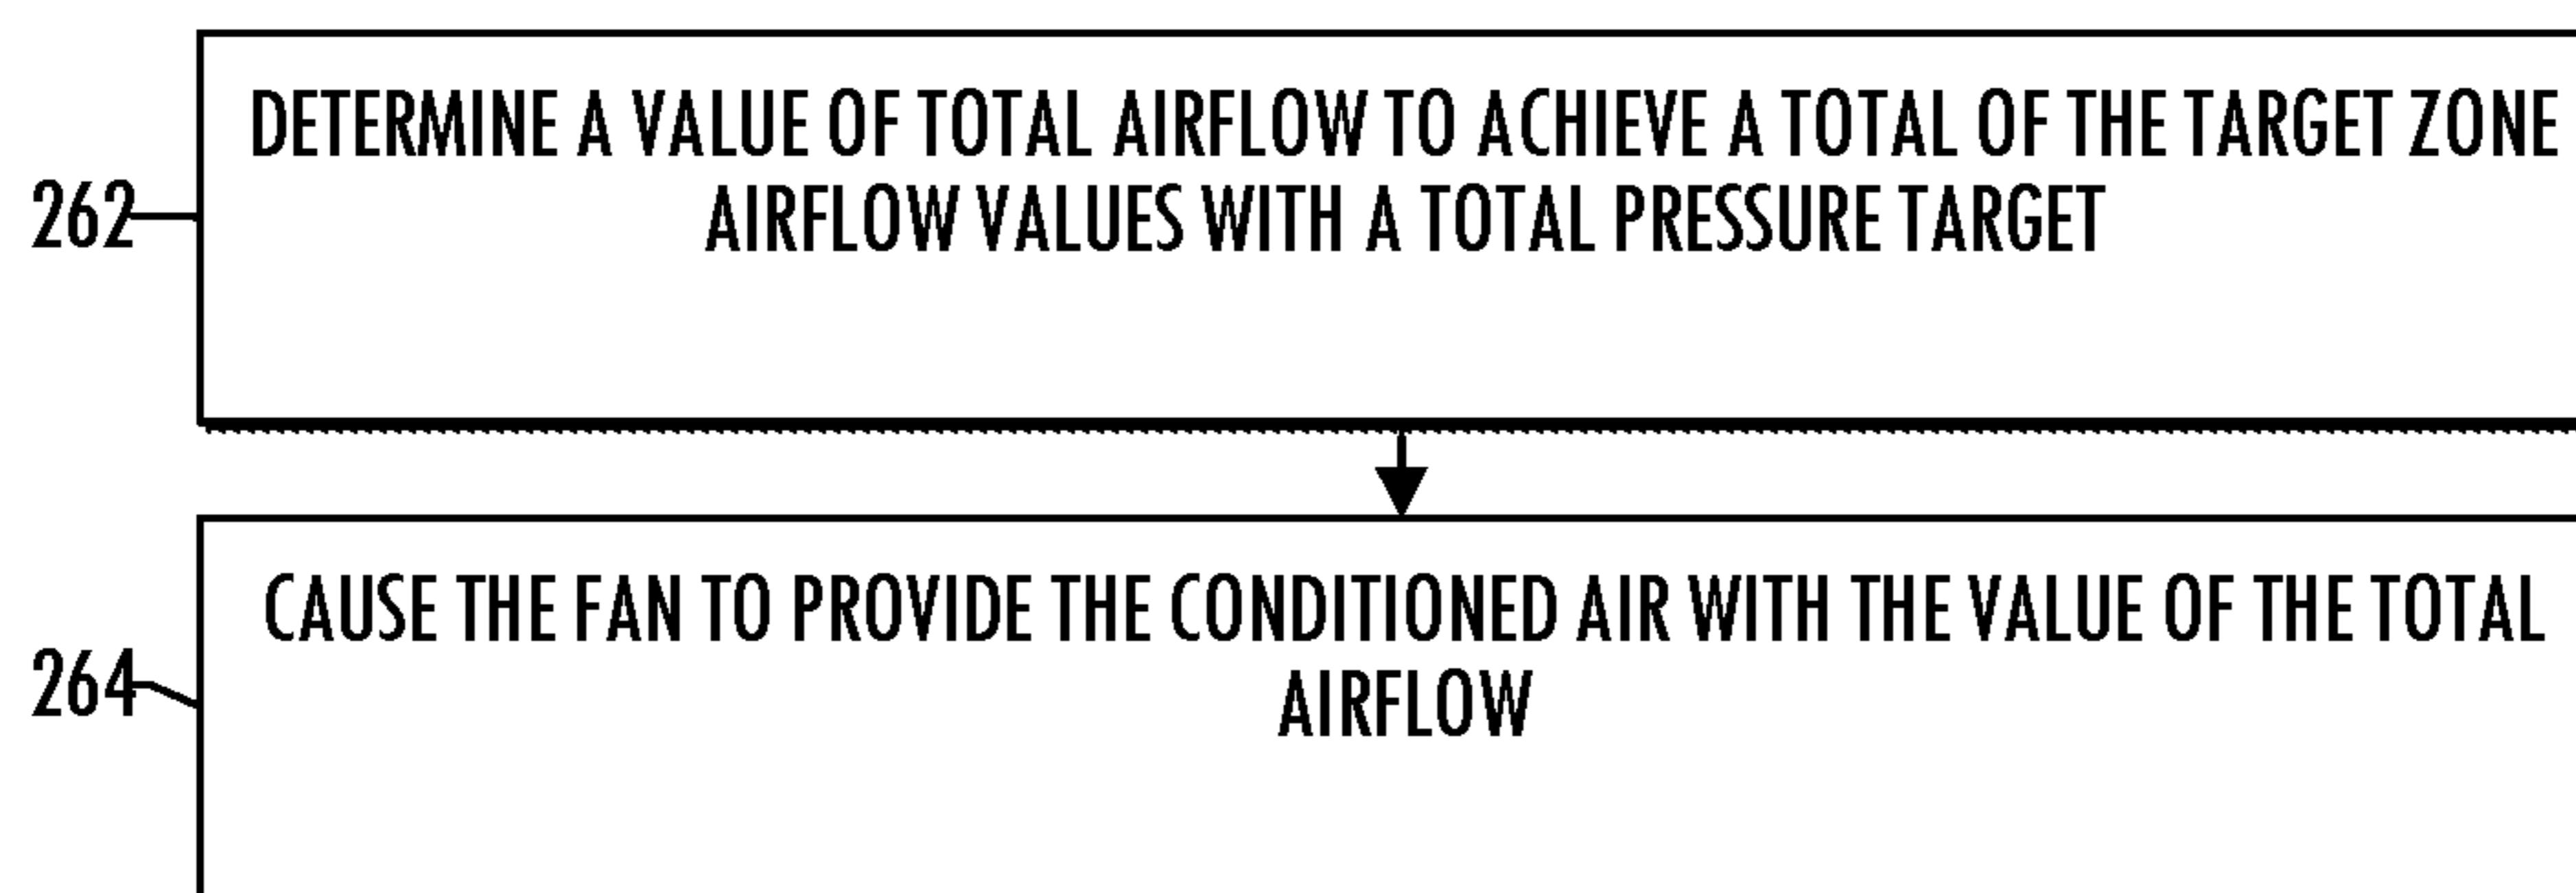 DETERMINE A VALUE OF TOTAL AIRFLOW TO ACHIEVE A TOTAL OF THE TARGET ZONE
AIRFLOW VALUES WITH A TOTAL PRESSURE TARGET
262
CAUSE THE FAN TO PROVIDE THE CONDITIONED AIR WITH THE VALUE OF THE TOTAL
264
AIRFLOW